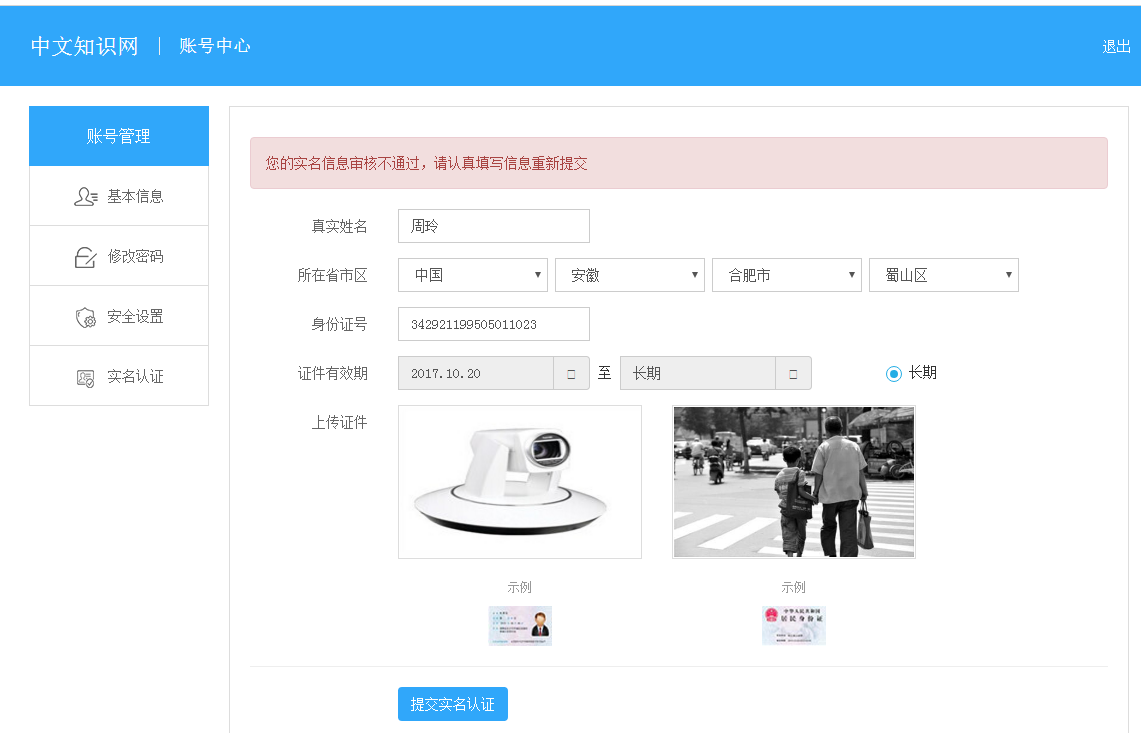 中文知识网 | 账号中心
退出
账号管理
基本信息
修改密码
安全设置
实名认证
您的实名信息审核不通过，请认真填写信息重新提交
真实姓名 周玲
所在省市区 中国 安徽 合肥市 蜀山区
身份证号 342921199505011023
证件有效期 2017.10.20 至 长期 长期
上传证件
示例 示例
中华人民共和国
居民身份证
提交实名认证